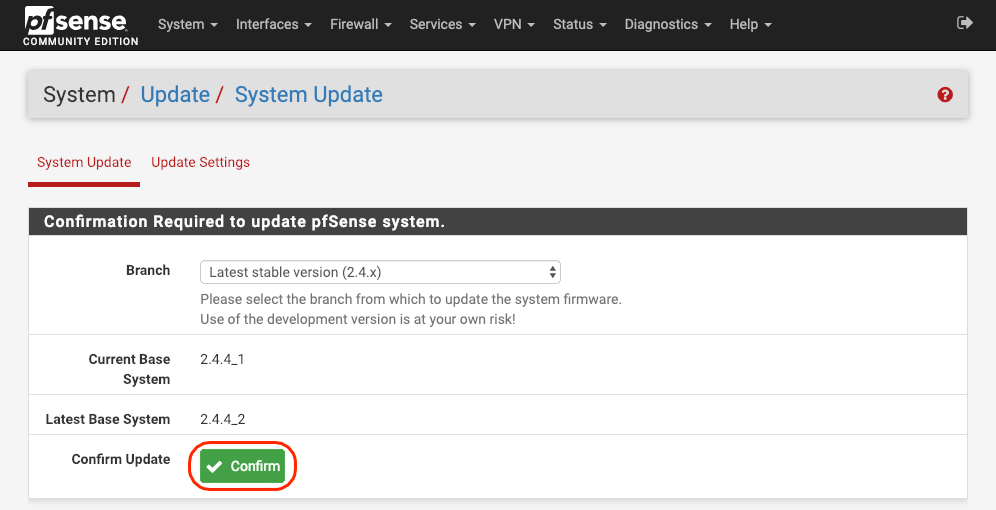 pfsense
COMMUNITY EDITION
System Interfaces Firewall Services VPN Status Diagnostics Help
System / Update / System Update
?
System Update Update Settings
Confirmation Required to update pfSense system.
Branch
Latest stable version (2.4.x)
Please select the branch from which to update the system firmware.
Use of the development version is at your own risk!
Current Base
System
2.4.4_1
Latest Base System 2.4.4_2
Confirm Update Confirm